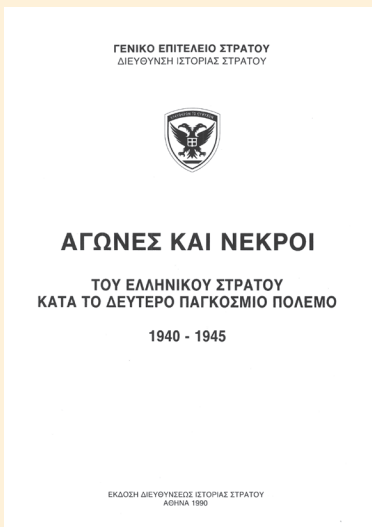 ΓΕΝΙΚΟ ΕΠΙΤΕΛΕΙΟ ΣΤΡΑΤΟΥ
ΔΙΕΥΘΥΝΣΗ ΙΣΤΟΡΙΑΣ ΣΤΡΑΤΟΥ
ΑΓΩΝΕΣ ΚΑΙ ΝΕΚΡΟΙ
ΤΟΥ ΕΛΛΗΝΙΚΟΥ ΣΤΡΑΤΟΥ
ΚΑΤΑ ΤΟ ΔΕΥΤΕΡΟ ΠΑΓΚΟΣΜΙΟ ΠΟΛΕΜΟ
1940 - 1945
ΕΚΔΟΣΗ ΔΙΕΥΘΥΝΣΕΩΣ ΙΣΤΟΡΙΑΣ ΣΤΡΑΤΟΥ
ΑΘΗΝΑ 1990